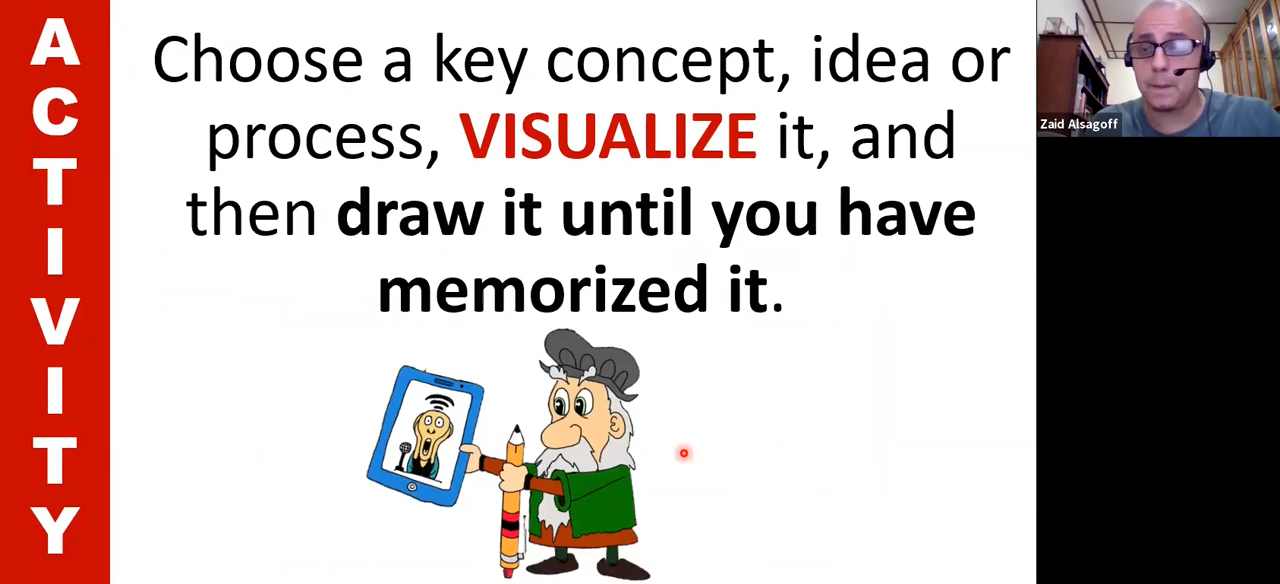 ACTIVITY
Choose a key concept, idea or
process, VISUALIZE it, and
then draw it until you have
memorized it.
Zaid Alsagoff